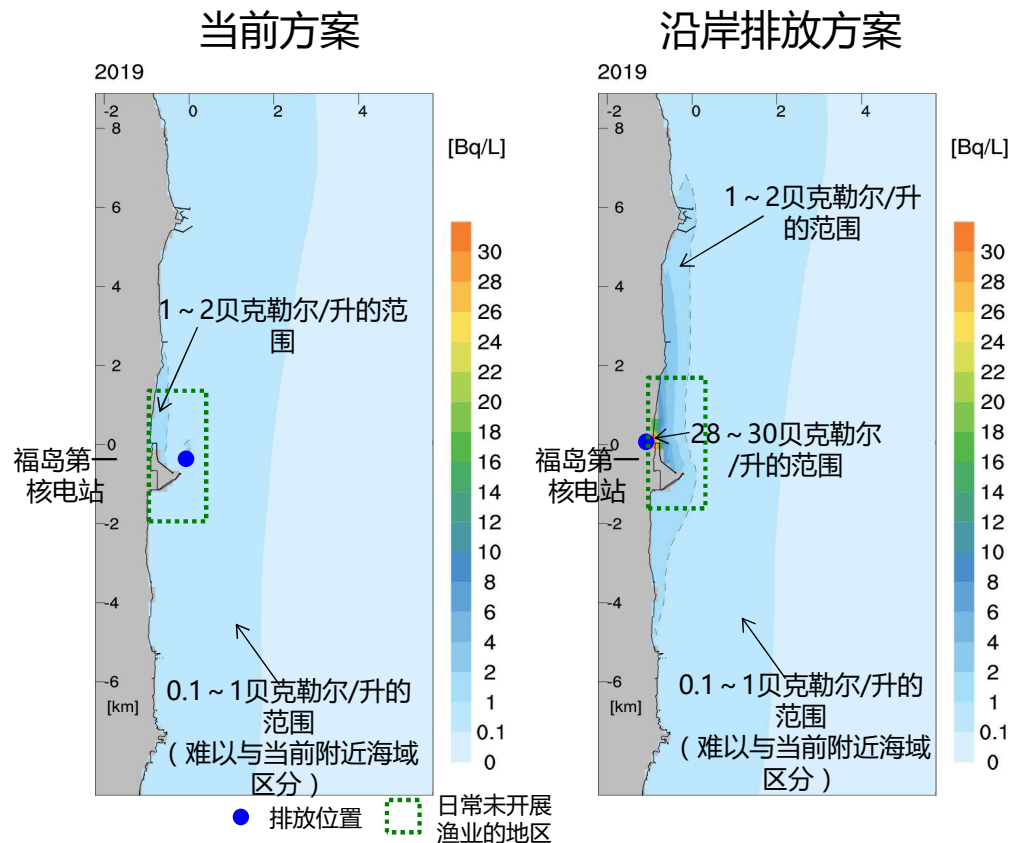 当前方案
2019
-2 0 2 4
8
6
4
2
0
-2
-4
-6
[km]
[Bq/L]
30
28
26
24
22
20
18
16
14
12
10
8
6
4
2
1
0.1
0
1～2贝克勒尔/升的范
围
福岛第一
核电站
0.1～1贝克勒尔/升的
范围
（难以与当前附近海域
区分）
沿岸排放方案
2019
-2 0 2 4
8
6
4
2
0
-2
-4
-6
[km]
[Bq/L]
30
28
26
24
22
20
18
16
14
12
10
8
6
4
2
1
0.1
0
1～2贝克勒尔/升
的范围
28～30贝克勒尔
/升的范围
福岛第一
核电站
0.1～1贝克勒尔/升的
范围
（难以与当前附近海域
区分）
排放位置
日常未开展
渔业的地区